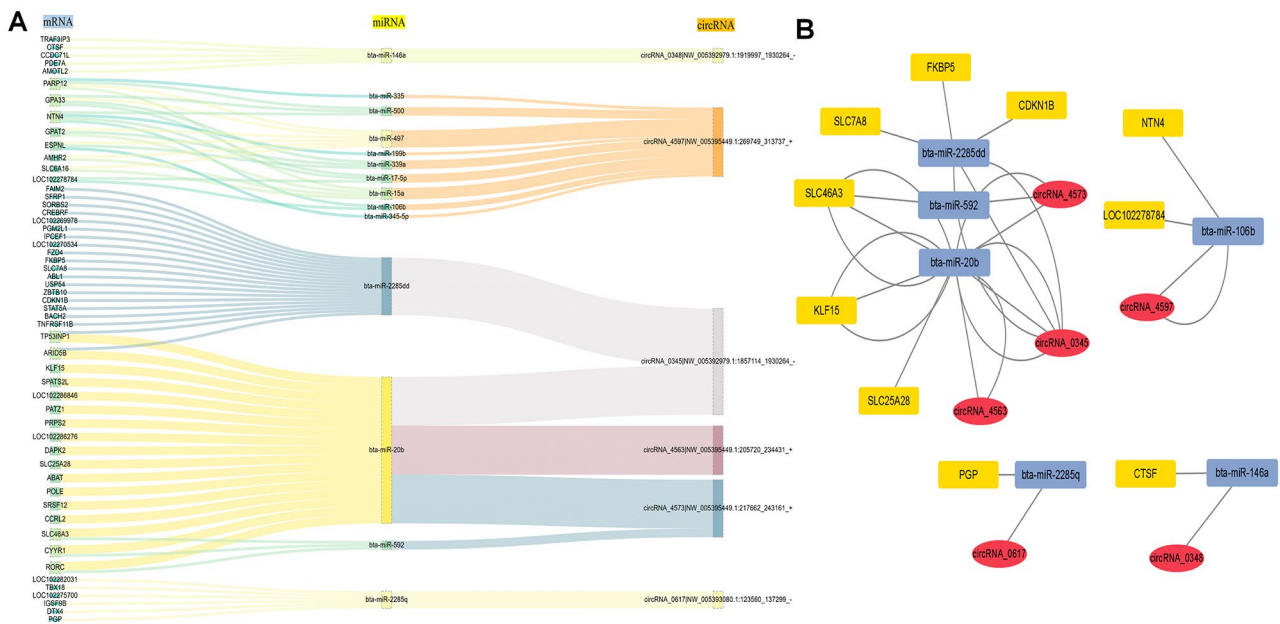 A
mRNA
miRNA
circRNA
TRAF3IP3
CTSF
CCDC71L
PDE7A
AMOTL2
PARP12
GPA33
NTN4
GPAT2
ESPNL
AMHR2
SLC6A16
LOC102278784
FAIM2
SFRP1
SORBS2
CREBRF
LOC102269978
PGM2L1
IPCEF1
LOC102270534
FZD4
FKBP5
SLC7A8
ABL1
USP54
ZBTB10
CDKN1B
STAT5A
BACH2
TNFRSF11B
TP53INP1
ARID5B
KLF15
SPATS2L
LOC102286846
PATZ1
PRPS2
LOC102286276
DAPK2
SLC25A28
ABAT
POLE
SRSF12
CCRL2
SLC46A3
CYYR1
RORC
LOC102282031
TBX18
LOC102275700
IGSF9B
DTX4
PGP
bta-miR-146a
bta-miR-335
bta-miR-500
bta-miR-497
bta-miR-199b
bta-miR-339a
bta-miR-17-5p
bta-miR-15a
bta-miR-106b
bta-miR-345-5p
bta-miR-2285dd
bta-miR-20b
bta-miR-592
bta-miR-2285q
circRNA_0348|NW_005392979.1:1919997_1930264_-
circRNA_4597|NW_005395449.1:269749_313737_+
circRNA_0345|NW_005392979.1:1857114_1930264_-
circRNA_4563|NW_005395449.1:205720_234431_+
circRNA_4573|NW_005395449.1:217662_243161_+
circRNA_0617|NW_005393080.1:123560_137299_-
B
FKBP5
CDKN1B
SLC7A8
bta-miR-2285dd
SLC46A3
bta-miR-592
circRNA_4573
bta-miR-20b
KLF15
circRNA_0345
SLC25A28
circRNA_4563
NTN4
LOC102278784
bta-miR-106b
circRNA_4597
PGP
bta-miR-2285q
circRNA_0617
CTSF
bta-miR-146a
circRNA_0348